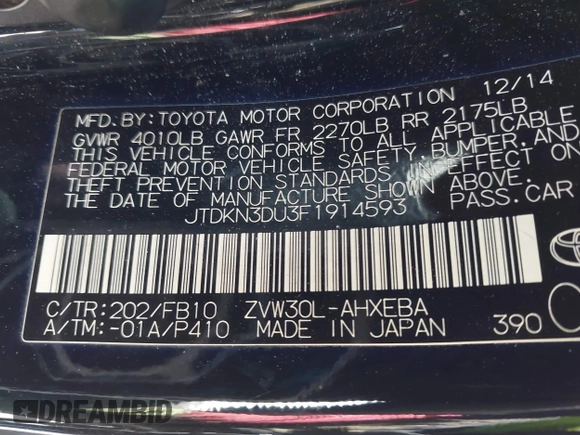 MFD. BY: TOYOTA MOTOR CORPORATION 12/14
GVWR 4010LB GAWR FR 2270LB RR 2175LB
THIS VEHICLE CONFORMS TO ALL APPLICABLE
FEDERAL MOTOR VEHICLE SAFETY, BUMPER, AND
THEFT PREVENTION STANDARDS IN EFFECT ON
THE DATE OF MANUFACTURE SHOWN ABOVE.
JTDKN3DU3F1914593 PASS. CAR
C/TR: 202/FB10 ZVW30L-AHXEBA
A/TM: -01A/P410 MADE IN JAPAN 390
DREAMBID